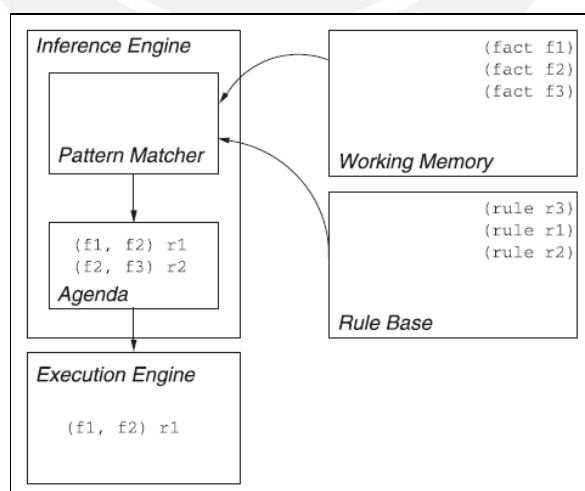 Inference Engine
Pattern Matcher
(f1, f2) r1
(f2, f3) r2
Agenda
Execution Engine
(f1, f2) r1
(fact f1)
(fact f2)
(fact f3)
Working Memory
(rule r3)
(rule r1)
(rule r2)
Rule Base